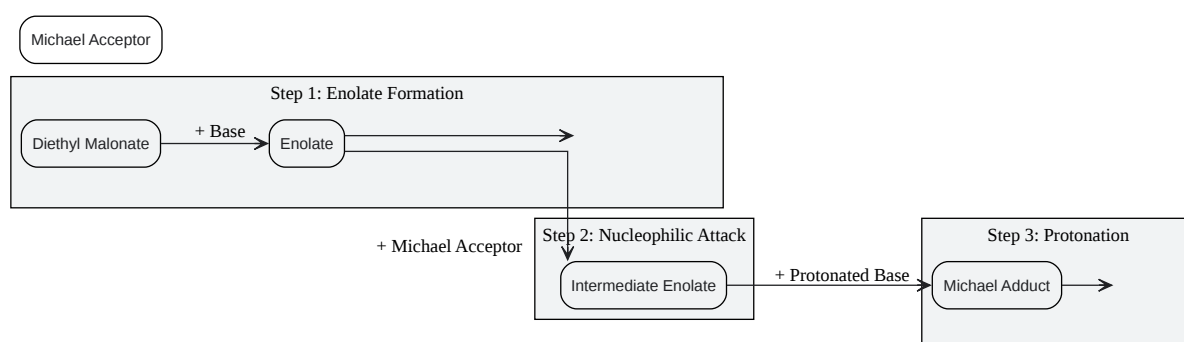 Michael Acceptor
Step 1: Enolate Formation
Diethyl Malonate
+ Base
Enolate
+ Michael Acceptor
Step 2: Nucleophilic Attack
Intermediate Enolate
+ Protonated Base
Step 3: Protonation
Michael Adduct